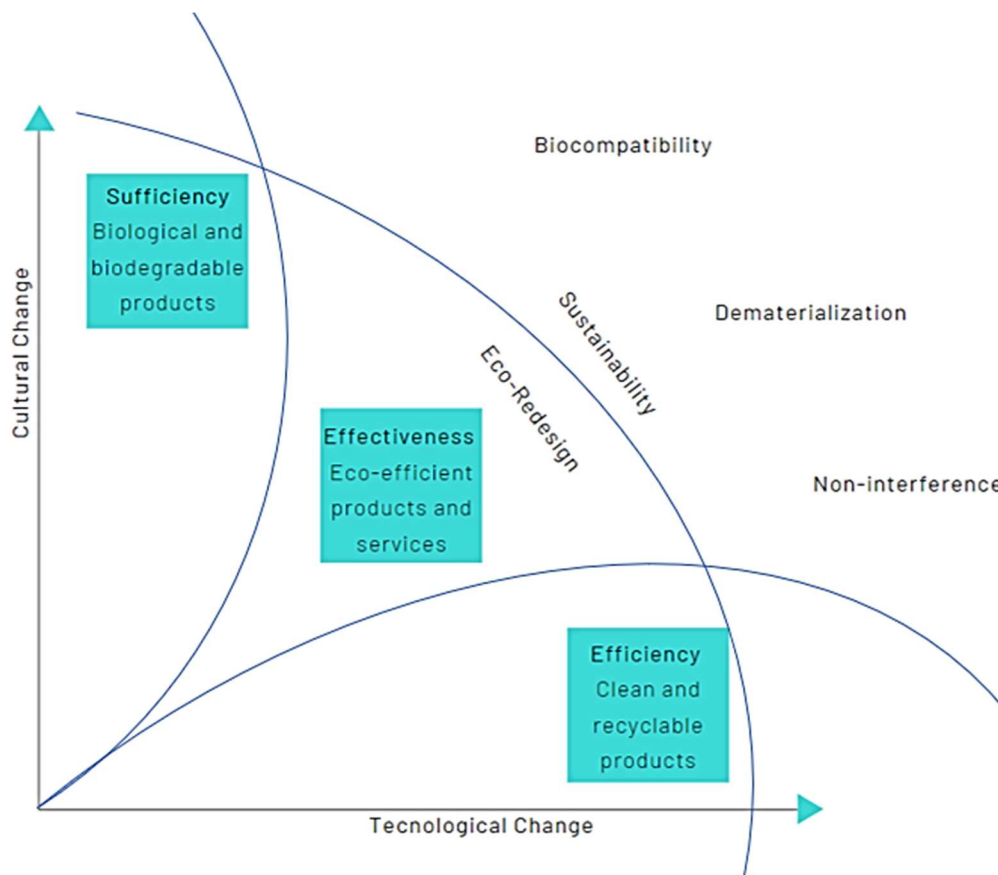 Biocompatibility
Sufficiency
Biological and
biodegradable
products
Cultural Change
Sustainability
Dematerialization
Eco-Redesign
Effectiveness
Eco-efficient
products and
services
Non-interference
Efficiency
Clean and
recyclable
products
Tecnological Change